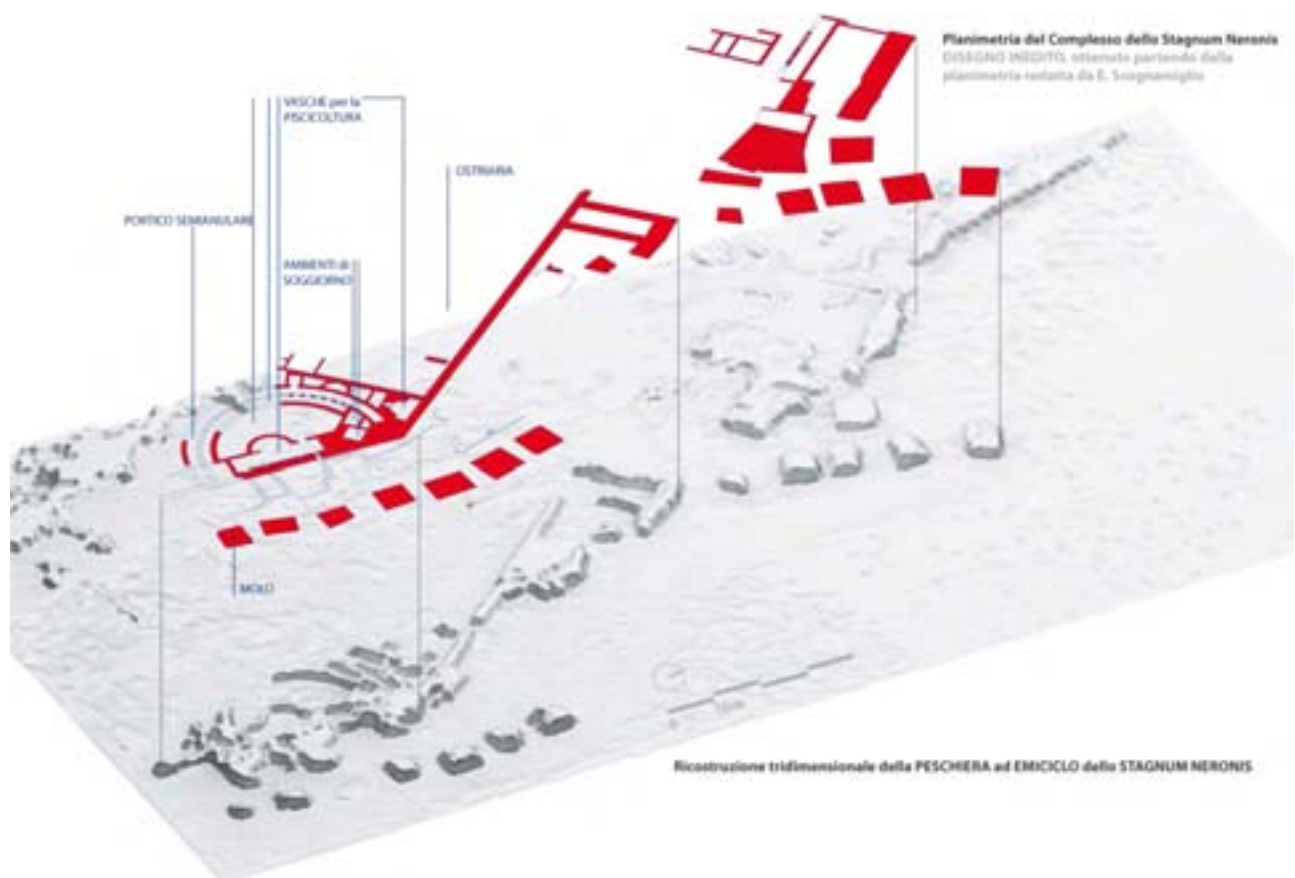 Planimetria del Complesso dello Stagnum Neronis
DISEGNO INEDITO, ottenuto partendo dalla
planimetria redatta da E. Scognamiglio
VASCHE per la
PISCICOLTURA
OSTRIARIA
PORTICO SEMIANULARE
AMBIENTI di
SOGGIORNO
MOLO
Ricostruzione tridimensionale della PESCHIERA ad EMICICLO dello STAGNUM NERONIS